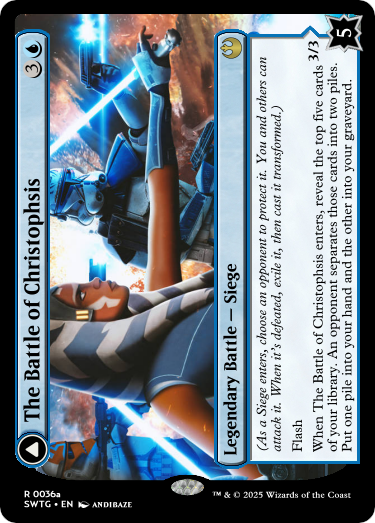 The Battle of Christophsis
3
Legendary Battle — Siege
(As a Siege enters, choose an opponent to protect it. You and others can
attack it. When it's defeated, exile it, then cast it transformed.)
Flash
When The Battle of Christophsis enters, reveal the top five cards
of your library. An opponent separates those cards into two piles.
Put one pile into your hand and the other into your graveyard.
3/3
5
R 0036a
SWTG • EN ANDIBAZE
™ & © 2025 Wizards of the Coast